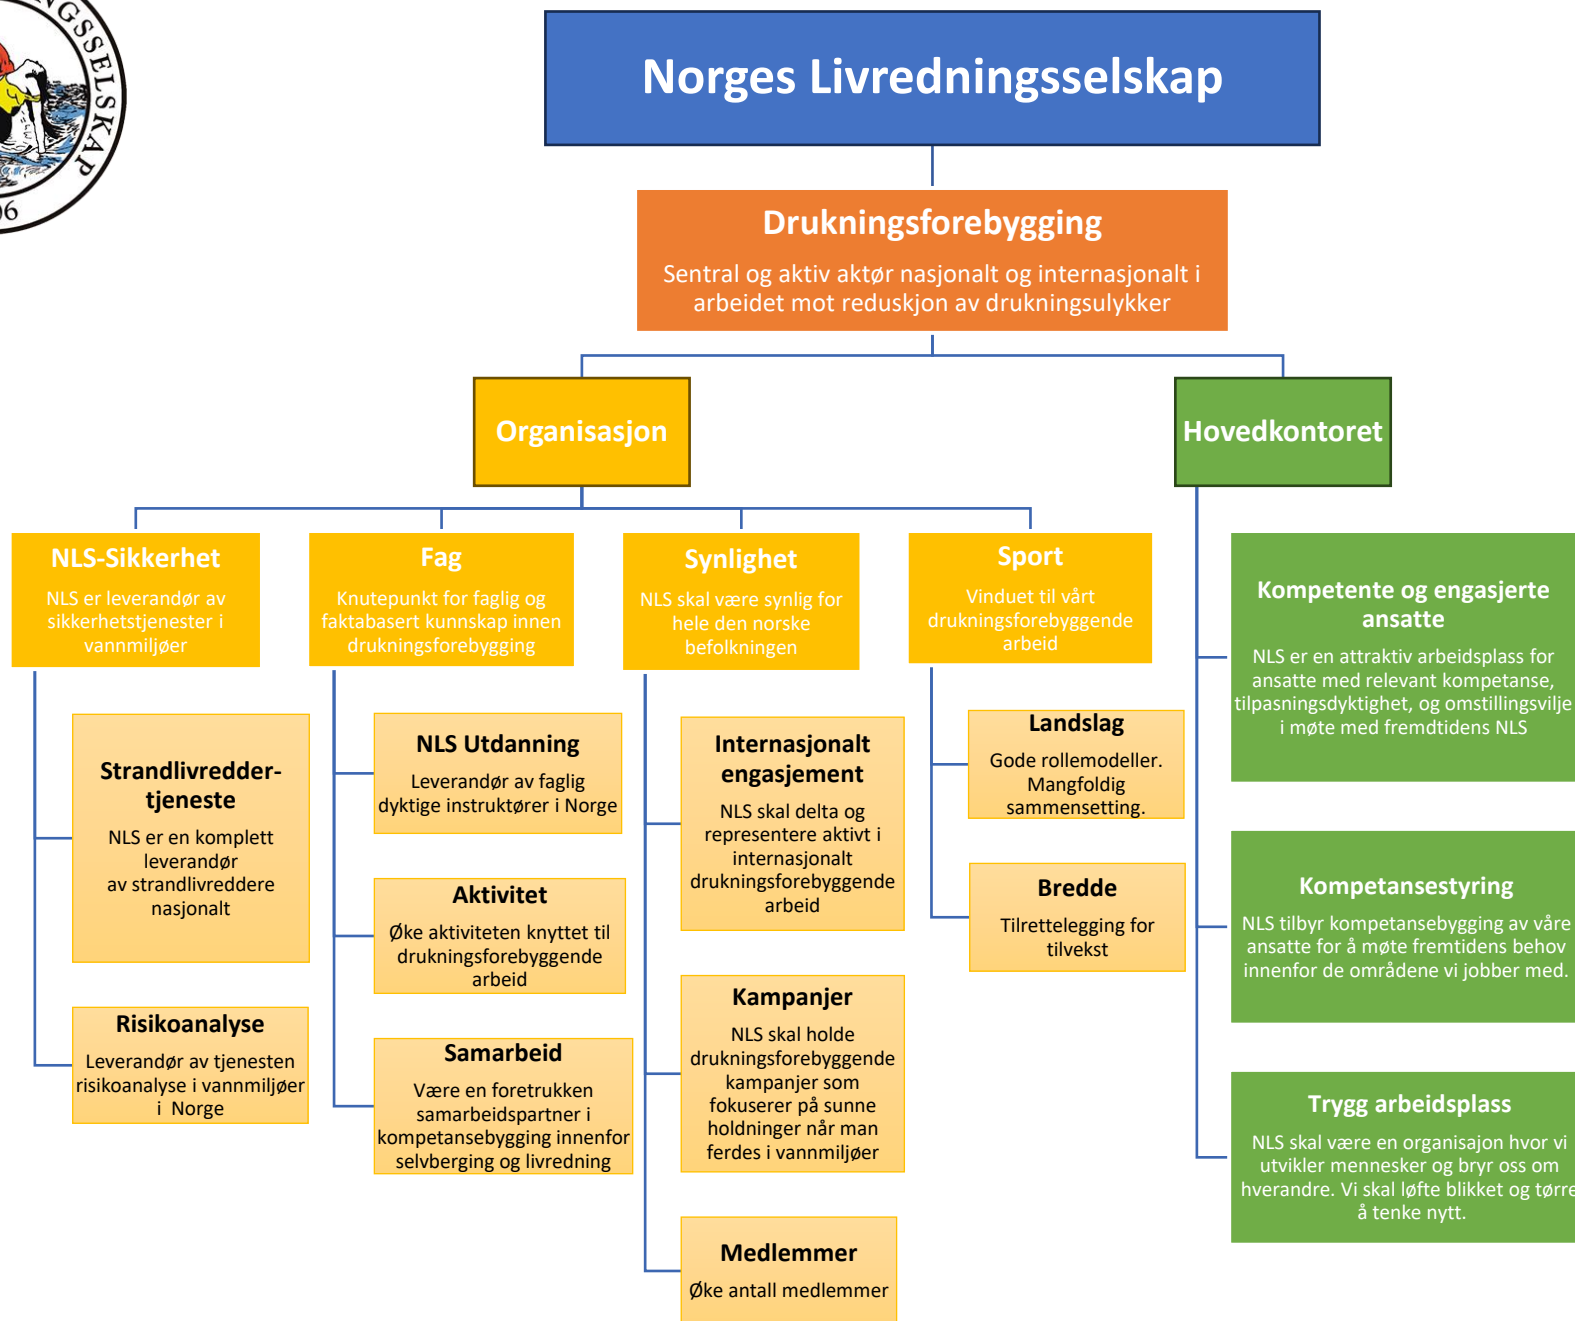 NGSSELSKAP
06
Norges Livredningsselskap
Drukningsforebygging
Sentral og aktiv aktør nasjonalt og internasjonalt i
arbeidet mot reduskjon av drukningsulykker
Organisasjon
Hovedkontoret
NLS-Sikkerhet
NLS er leverandør av
sikkerhetstjenester i
vannmiljøer
Strandlivredder-
tjeneste
NLS er en komplett
leverandør
av strandlivreddere
nasjonalt
Risikoanalyse
Leverandør av tjenesten
risikoanalyse i vannmiljøer
i Norge
Fag
Knutepunkt for faglig og
faktabasert kunnskap innen
drukningsforebygging
NLS Utdanning
Leverandør av faglig
dyktige instruktører i Norge
Aktivitet
Øke aktiviteten knyttet til
drukningsforebyggende
arbeid
Samarbeid
Være en foretrukken
samarbeidspartner i
kompetansebygging innenfor
selvberging og livredning
Synlighet
NLS skal være synlig for
hele den norske
befolkningen
Internasjonalt
engasjement
NLS skal delta og
representere aktivt i
internasjonalt
drukningsforebyggende
arbeid
Kampanjer
NLS skal holde
drukningsforebyggende
kampanjer som
fokuserer på sunne
holdninger når man
ferdes i vannmiljøer
Medlemmer
Øke antall medlemmer
Sport
Vinduet til vårt
drukningsforebyggende
arbeid
Landslag
Gode rollemodeller.
Mangfoldig
sammensetting.
Bredde
Tilrettelegging for
tilvekst
Kompetente og engasjerte
ansatte
NLS er en attraktiv arbeidsplass for
ansatte med relevant kompetanse,
tilpasningsdyktighet, og omstillingsvilje
i møte med fremdtidens NLS
Kompetansestyring
NLS tilbyr kompetansebygging av våre
ansatte for å møte fremtidens behov
innenfor de områdene vi jobber med.
Trygg arbeidsplass
NLS skal være en organisajon hvor vi
utvikler mennesker og bryr oss om
hverandre. Vi skal løfte blikket og tørre
å tenke nytt.